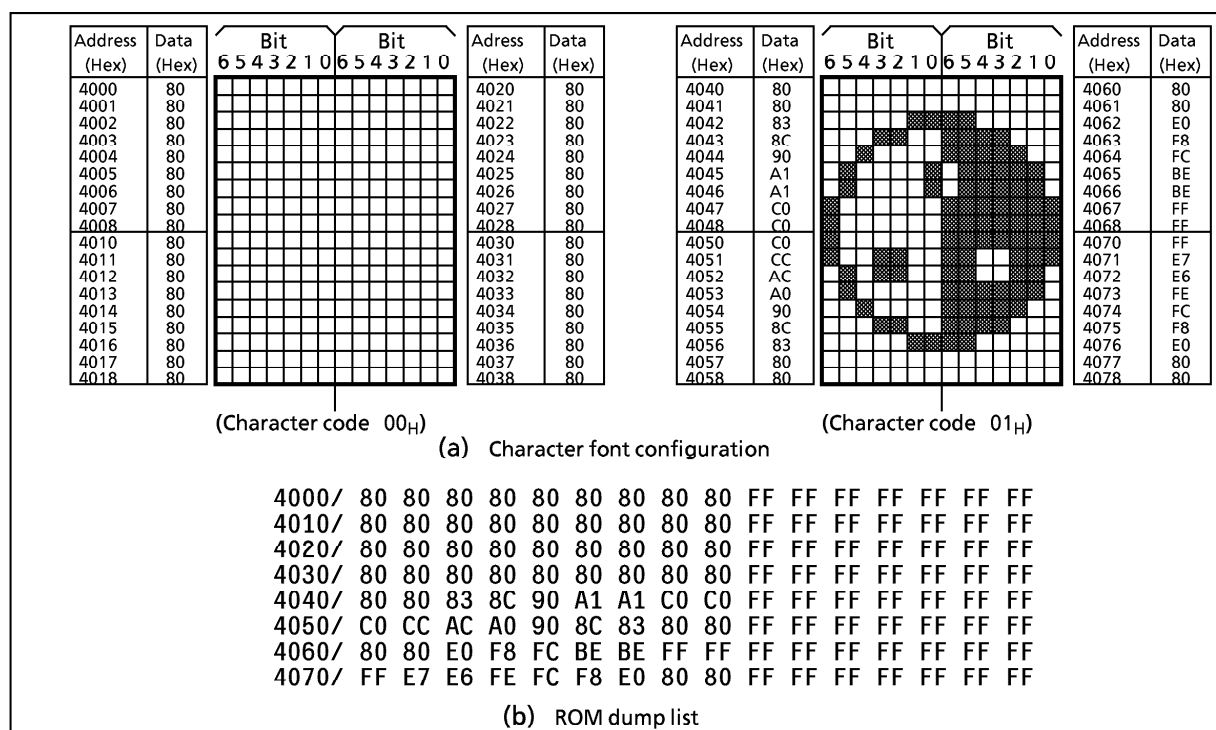 Address Data Bit Bit Adress Data Address Data Bit Bit Address Data
(Hex) (Hex) 6 5 4 3 2 1 0 6 5 4 3 2 1 0 (Hex) (Hex) (Hex) (Hex) 6 5 4 3 2 1 0 6 5 4 3 2 1 0 (Hex) (Hex)
4000 80 4020 80 4040 80 4060 80
4001 80 4021 80 4041 80 4061 80
4002 80 4022 80 4042 83 4062 E0
4003 80 4023 80 4043 8C 4063 F8
4004 80 4024 80 4044 90 4064 FC
4005 80 4025 80 4045 A1 4065 BE
4006 80 4026 80 4046 A1 4066 BE
4007 80 4027 80 4047 C0 4067 FF
4008 80 4028 80 4048 C0 4068 FF
4010 80 4030 80 4050 C0 4070 FF
4011 80 4031 80 4051 CC 4071 E7
4012 80 4032 80 4052 AC 4072 E6
4013 80 4033 80 4053 A0 4073 FE
4014 80 4034 80 4054 90 4074 FC
4015 80 4035 80 4055 8C 4075 F8
4016 80 4036 80 4056 83 4076 E0
4017 80 4037 80 4057 80 4077 80
4018 80 4038 80 4058 80 4078 80
(Character code 00H) (Character code 01H)
(a) Character font configuration
4000/ 80 80 80 80 80 80 80 80 80 FF FF FF FF FF FF FF
4010/ 80 80 80 80 80 80 80 80 80 FF FF FF FF FF FF FF
4020/ 80 80 80 80 80 80 80 80 80 FF FF FF FF FF FF FF
4030/ 80 80 80 80 80 80 80 80 80 FF FF FF FF FF FF FF
4040/ 80 80 83 8C 90 A1 A1 C0 C0 FF FF FF FF FF FF FF
4050/ C0 CC AC A0 90 8C 83 80 80 FF FF FF FF FF FF FF
4060/ 80 80 E0 F8 FC BE BE FF FF FF FF FF FF FF FF FF
4070/ FF E7 E6 FE FC F8 E0 80 80 FF FF FF FF FF FF FF
(b) ROM dump list